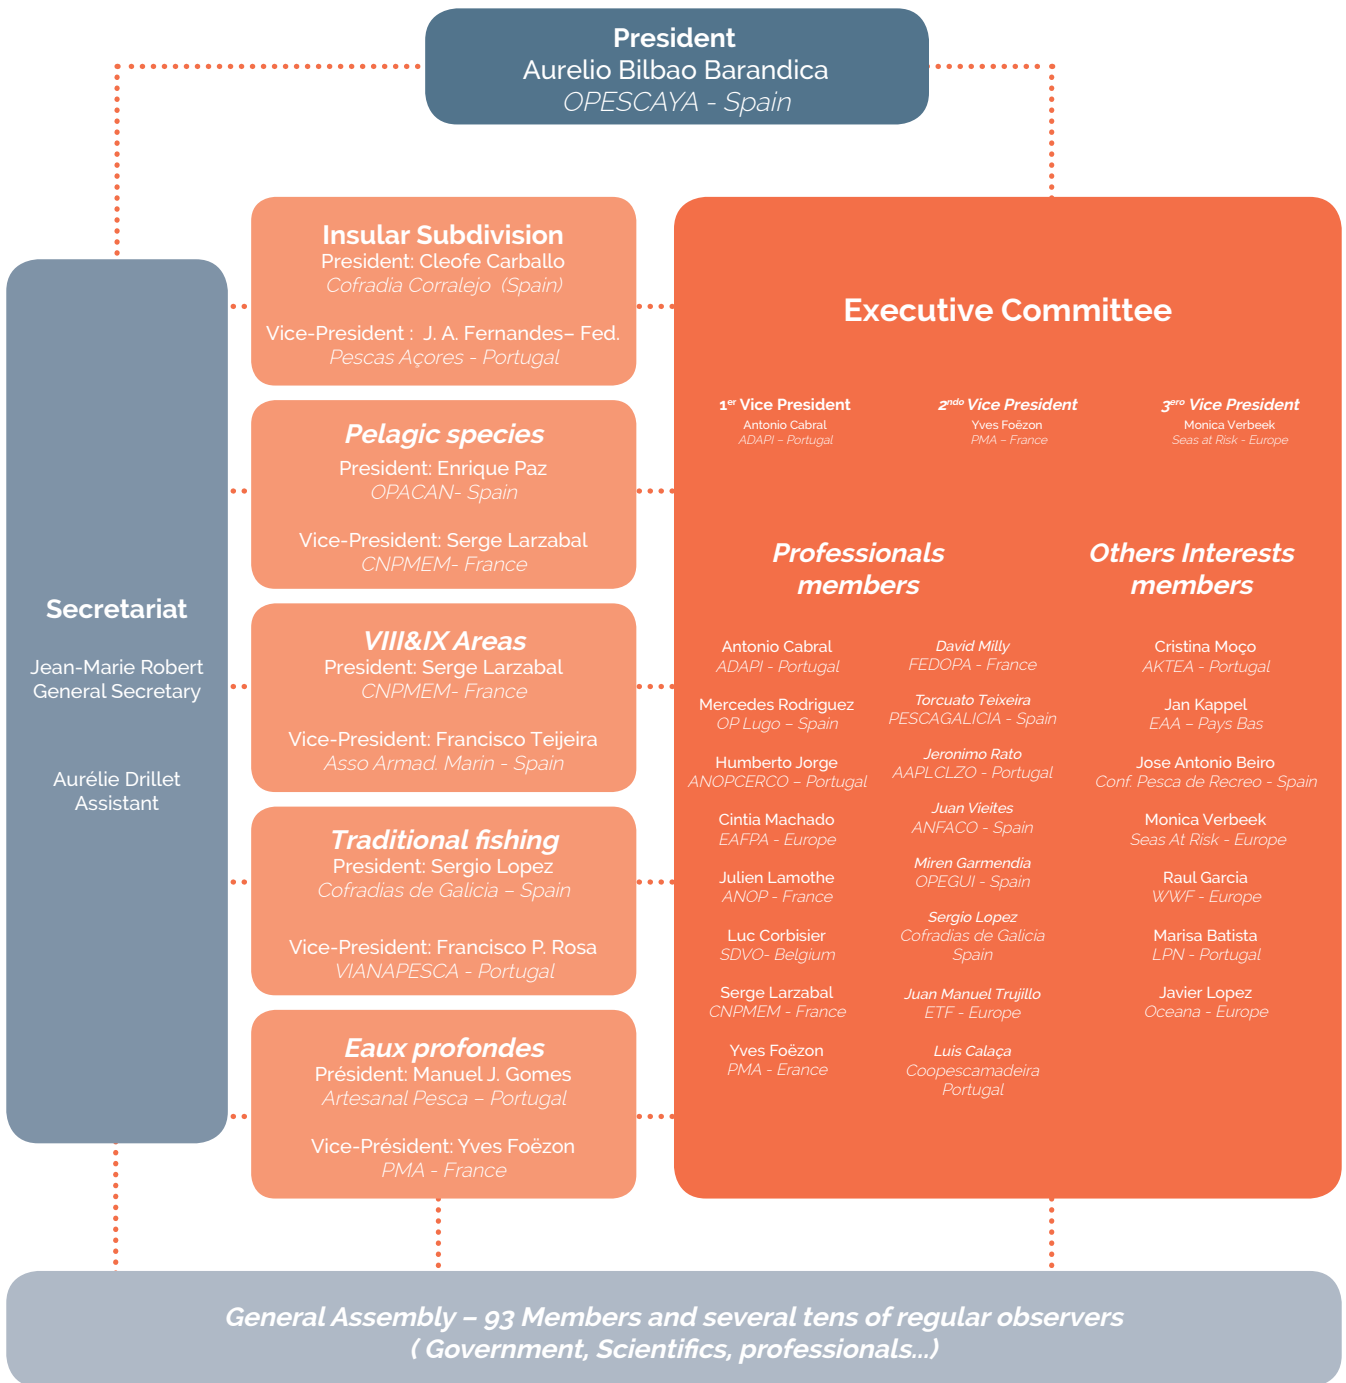 President
Aurelio Bilbao Barandica
OPESCAYA - Spain
Secretariat
Jean-Marie Robert
General Secretary
Aurélie Drillet
Assistant
Insular Subdivision
President: Cleofe Carballo
Cofradia Corralejo (Spain)
Vice-President : J. A. Fernandes– Fed.
Pescas Açores - Portugal
Pelagic species
President: Enrique Paz
OPACAN- Spain
Vice-President: Serge Larzabal
CNPMEM- France
VIII&IX Areas
President: Serge Larzabal
CNPMEM- France
Vice-President: Francisco Teijeira
Asso Armad. Marin - Spain
Traditional fishing
President: Sergio Lopez
Cofradias de Galicia – Spain
Vice-President: Francisco P. Rosa
VIANAPESCA - Portugal
Eaux profondes
Président: Manuel J. Gomes
Artesanal Pesca – Portugal
Vice-Président: Yves Foëzon
PMA - France
Executive Committee
1er Vice President
Antonio Cabral
ADAPI – Portugal
2ndo Vice President
Yves Foëzon
PMA – France
3ero Vice President
Monica Verbeek
Seas at Risk - Europe
Professionals
members
Antonio Cabral
ADAPI - Portugal
Mercedes Rodriguez
OP Lugo – Spain
Humberto Jorge
ANOPCERCO – Portugal
Cintia Machado
EAFPA - Europe
Julien Lamothe
ANOP - France
Luc Corbisier
SDVO- Belgium
Serge Larzabal
CNPMEM - France
Yves Foëzon
PMA - Erance
David Milly
FEDOPA - France
Torcuato Teixeira
PESCAGALICIA - Spain
Jeronimo Rato
AAPLCLZO - Portugal
Juan Vieites
ANFACO - Spain
Miren Garmendia
OPEGUI - Spain
Sergio Lopez
Cofradias de Galicia
Spain
Juan Manuel Trujillo
ETF - Europe
Luis Calaça
Coopescamadeira
Portugal
Others Interests
members
Cristina Moço
AKTEA - Portugal
Jan Kappel
EAA – Pays Bas
Jose Antonio Beiro
Conf. Pesca de Recreo - Spain
Monica Verbeek
Seas At Risk - Europe
Raul Garcia
WWF - Europe
Marisa Batista
LPN - Portugal
Javier Lopez
Oceana - Europe
General Assembly – 93 Members and several tens of regular observers
( Government, Scientifics, professionals...)